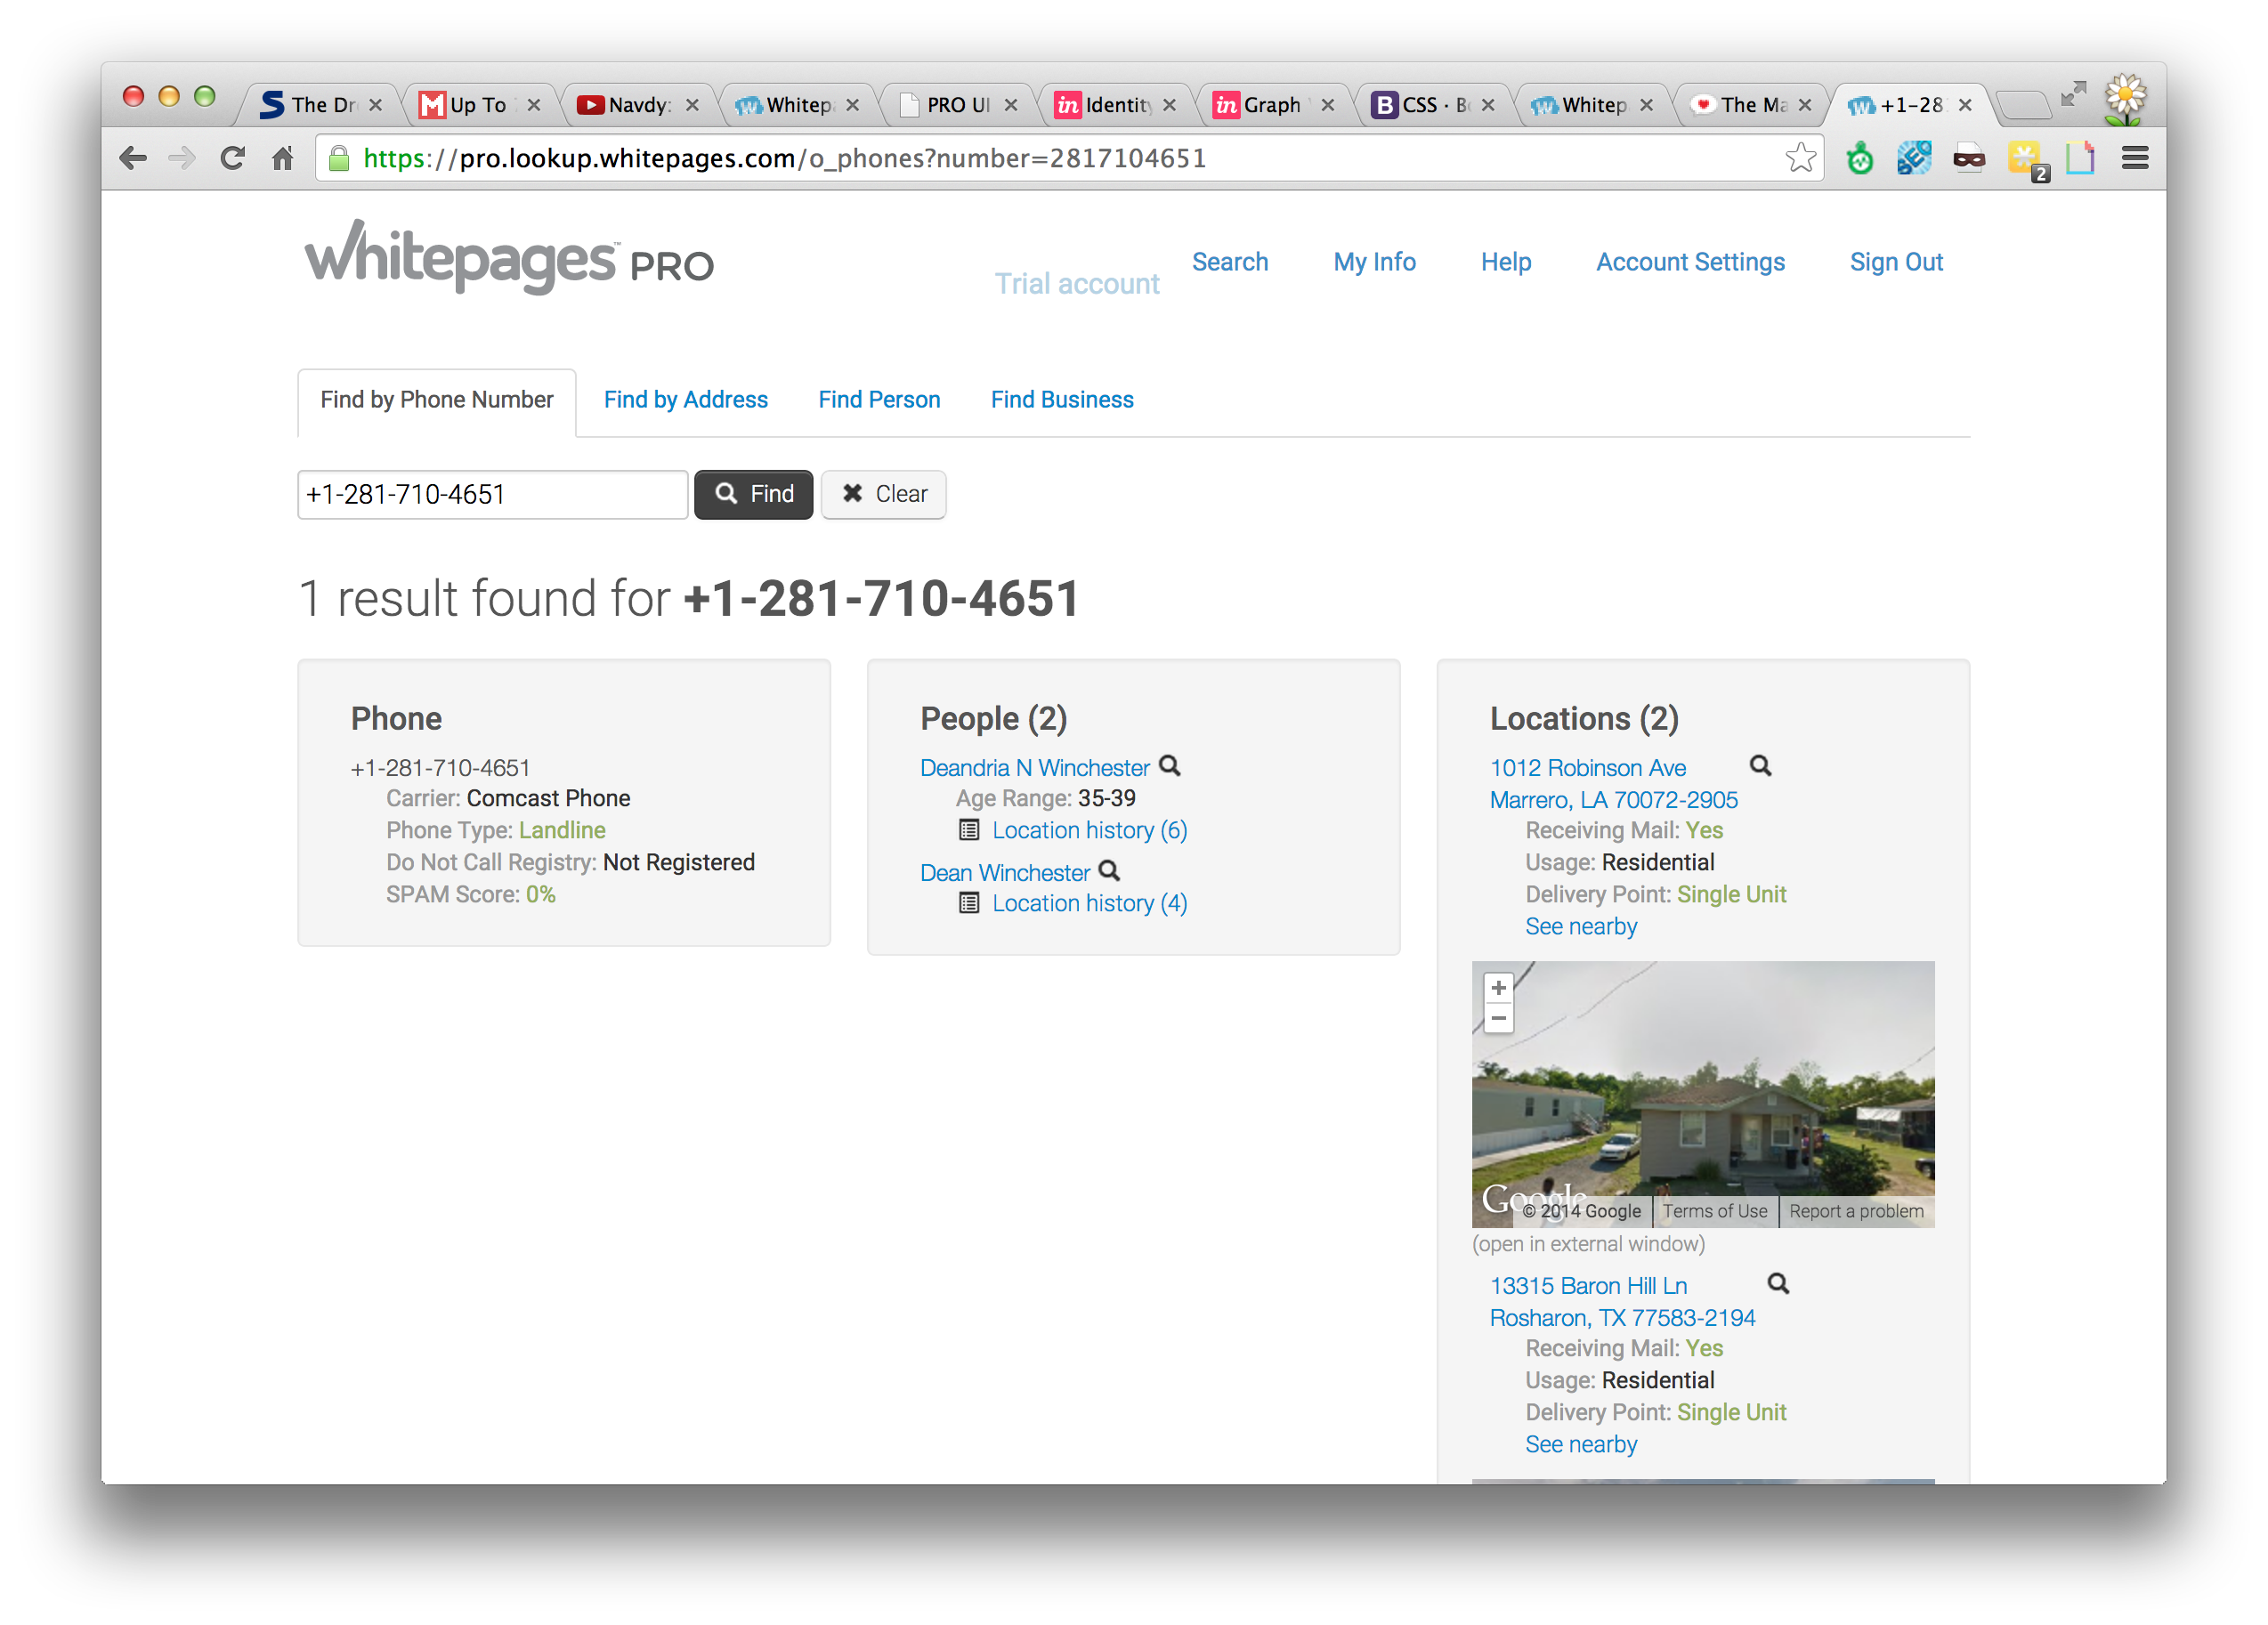 The Dr
Up To
Navdy:
Whitep
PRO UI
Identity
Graph
CSS · Bo
Whitep
The Ma
+1-28
https://pro.lookup.whitepages.com/o_phones?number=2817104651
2
whitepages™ PRO
Trial account
Search
My Info
Help
Account Settings
Sign Out
Find by Phone Number
Find by Address
Find Person
Find Business
+1-281-710-4651
Find
Clear
1 result found for +1-281-710-4651
Phone
+1-281-710-4651
Carrier: Comcast Phone
Phone Type: Landline
Do Not Call Registry: Not Registered
SPAM Score: 0%
People (2)
Deandria N Winchester
Age Range: 35-39
Location history (6)
Dean Winchester
Location history (4)
Locations (2)
1012 Robinson Ave
Marrero, LA 70072-2905
Receiving Mail: Yes
Usage: Residential
Delivery Point: Single Unit
See nearby
Google
© 2014 Google
Terms of Use
Report a problem
(open in external window)
13315 Baron Hill Ln
Rosharon, TX 77583-2194
Receiving Mail: Yes
Usage: Residential
Delivery Point: Single Unit
See nearby